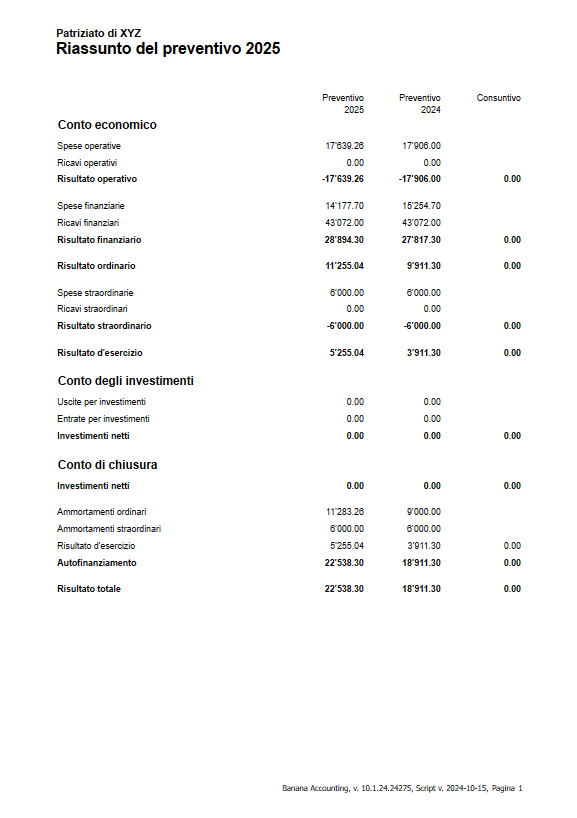 Patriziato di XYZ
Riassunto del preventivo 2025
Preventivo 2025 Preventivo 2024 Consuntivo
Conto economico
Spese operative 17'639.26 17'906.00
Ricavi operativi 0.00 0.00
Risultato operativo -17'639.26 -17'906.00 0.00
Spese finanziarie 14'177.70 15'254.70
Ricavi finanziari 43'072.00 43'072.00
Risultato finanziario 28'894.30 27'817.30 0.00
Risultato ordinario 11'255.04 9'911.30 0.00
Spese straordinarie 6'000.00 6'000.00
Ricavi straordinari 0.00 0.00
Risultato straordinario -6'000.00 -6'000.00 0.00
Risultato d'esercizio 5'255.04 3'911.30 0.00
Conto degli investimenti
Uscite per investimenti 0.00 0.00
Entrate per investimenti 0.00 0.00
Investimenti netti 0.00 0.00 0.00
Conto di chiusura
Investimenti netti 0.00 0.00 0.00
Ammortamenti ordinari 11'283.26 9'000.00
Ammortamenti straordinari 6'000.00 6'000.00
Risultato d'esercizio 5'255.04 3'911.30 0.00
Autofinanziamento 22'538.30 18'911.30 0.00
Risultato totale 22'538.30 18'911.30 0.00
Banana Accounting, v. 10.1.24.24275, Script v. 2024-10-15, Pagina 1